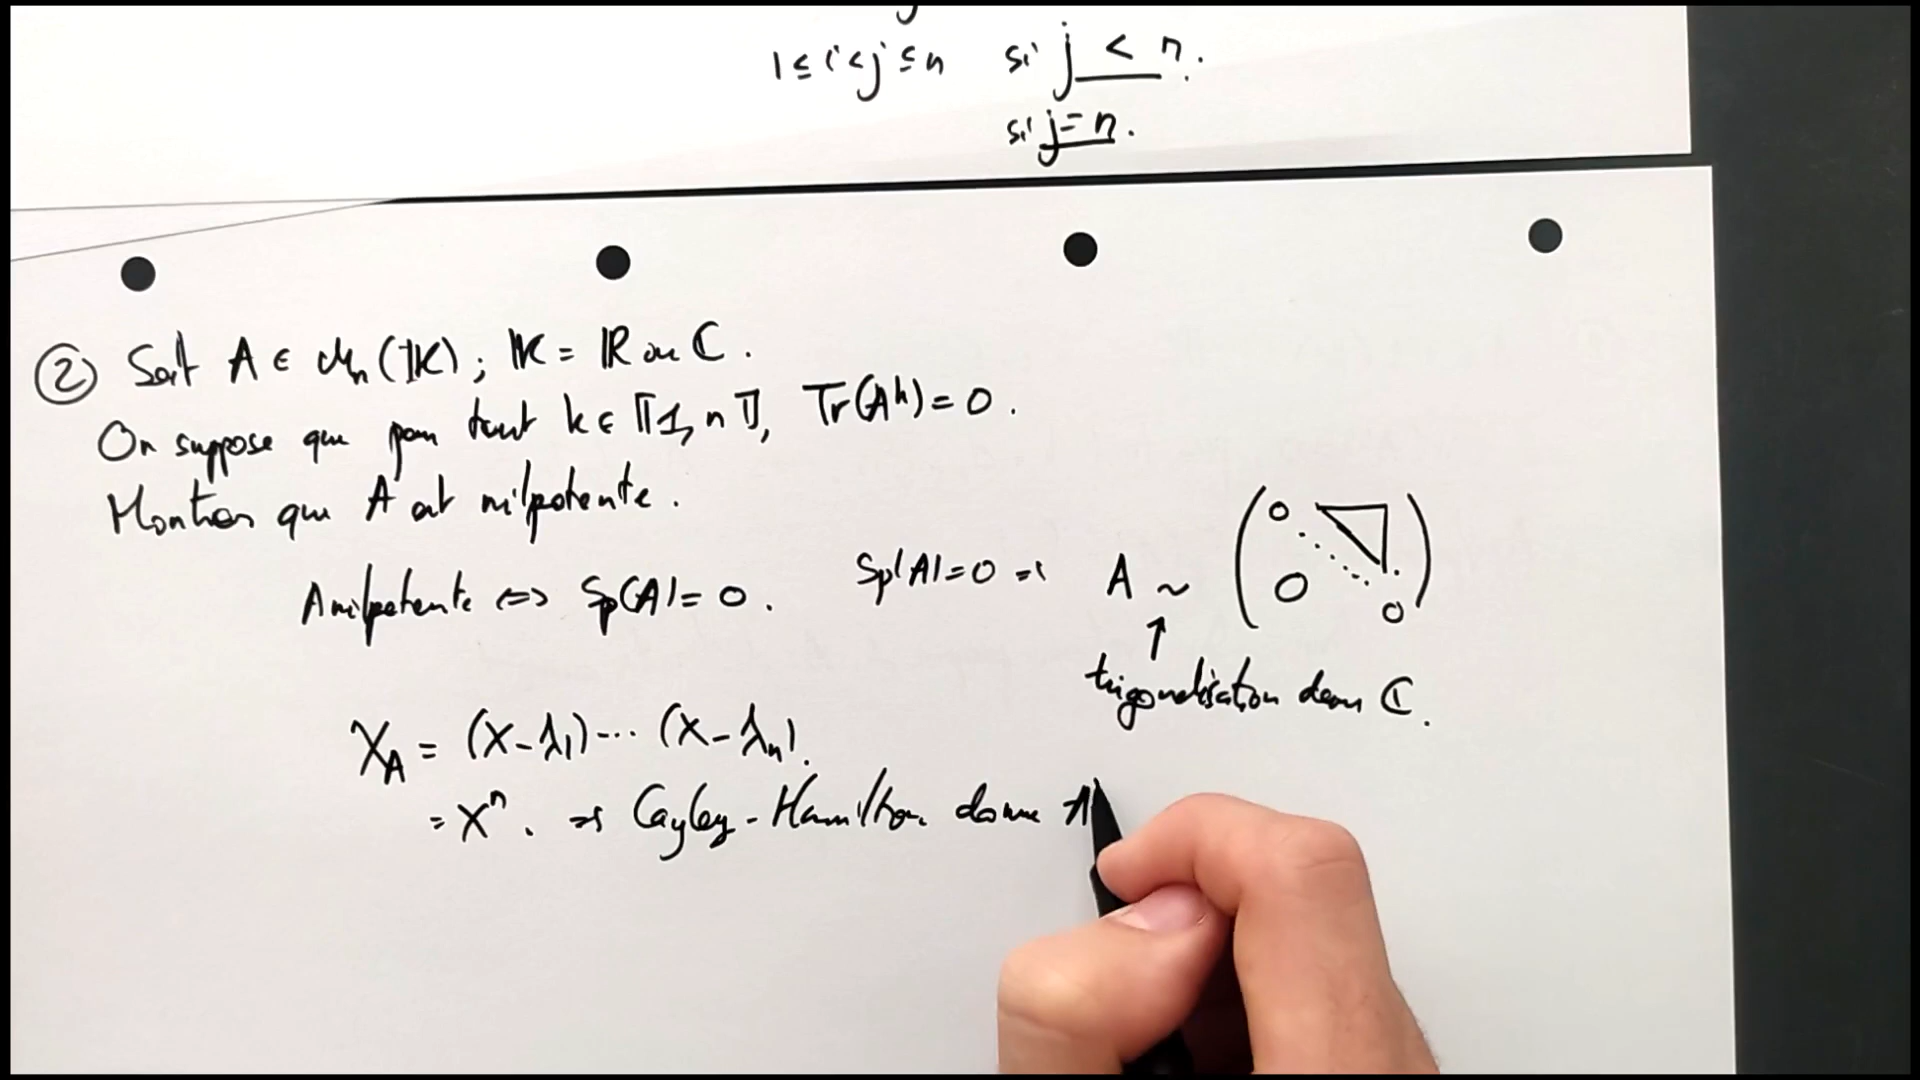 1 ≤ i < j ≤ n si j < n.
si j = n.
② Soit A ∈ Mn(K) ; K = R ou C.
On suppose que pour tout k ∈ ⟦1, n⟧, Tr(A^k) = 0.
Montrer que A est nilpotente.
A nilpotente ⇔ Sp(A) = 0. Sp(A) = 0 ⇒ A ~ ( 0 0 0 )
↑
trigonalisation dans C.
χ_A = (X-λ1)···(X-λn).
= X^n. ⇒ Cayley-Hamilton donne A